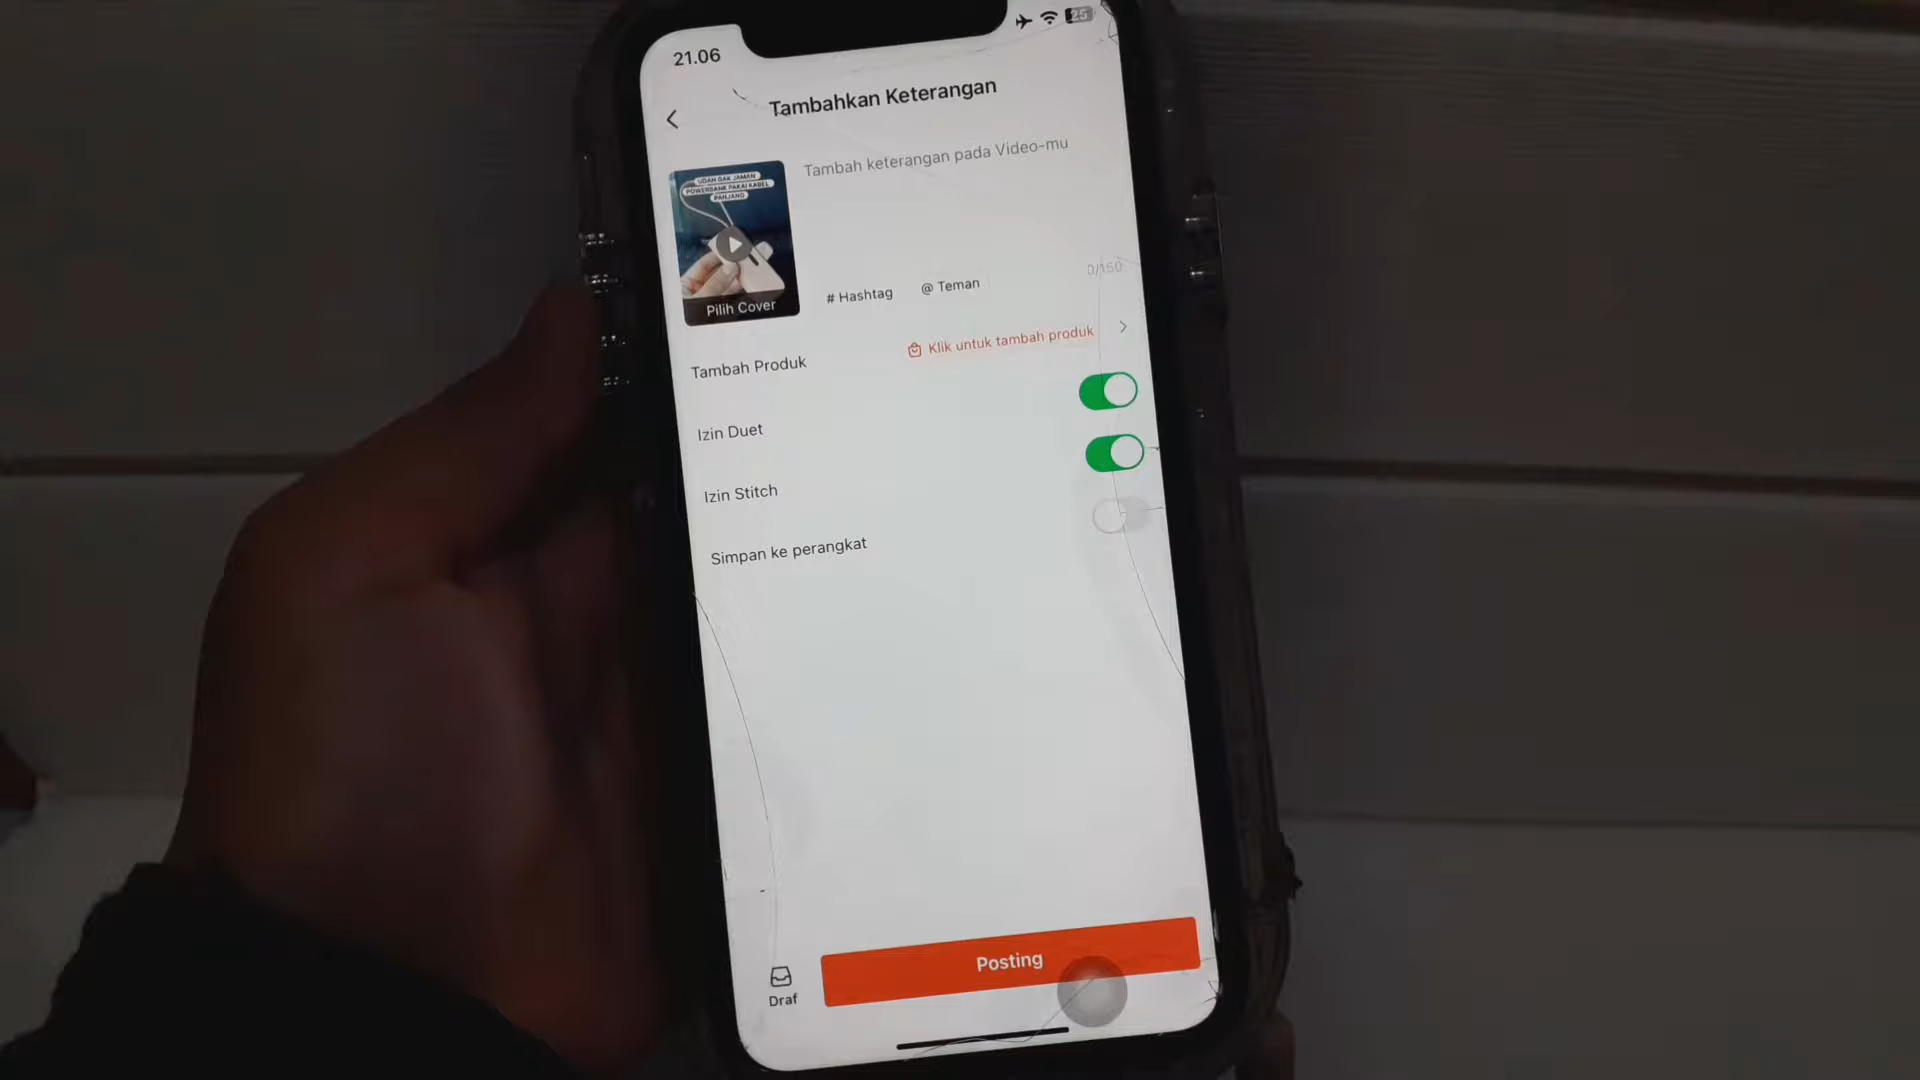 21.06
25
Tambahkan Keterangan
Tambah keterangan pada Video-mu
UDAH GAK JAMAN
POWERBANK PAKAI KABEL
PANJANG
Pilih Cover
# Hashtag
@ Teman
0/150
Tambah Produk
Klik untuk tambah produk
Izin Duet
Izin Stitch
Simpan ke perangkat
Draf
Posting